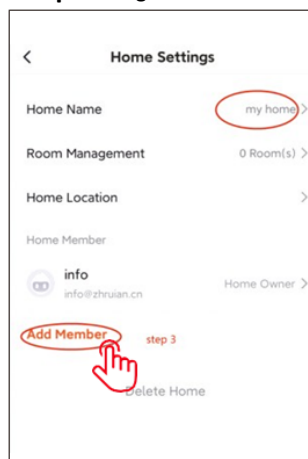 Home Settings
Home Name my home
Room Management 0 Room(s)
Home Location
Home Member
info
info@zhruian.cn Home Owner
Add Member step 3
Delete Home